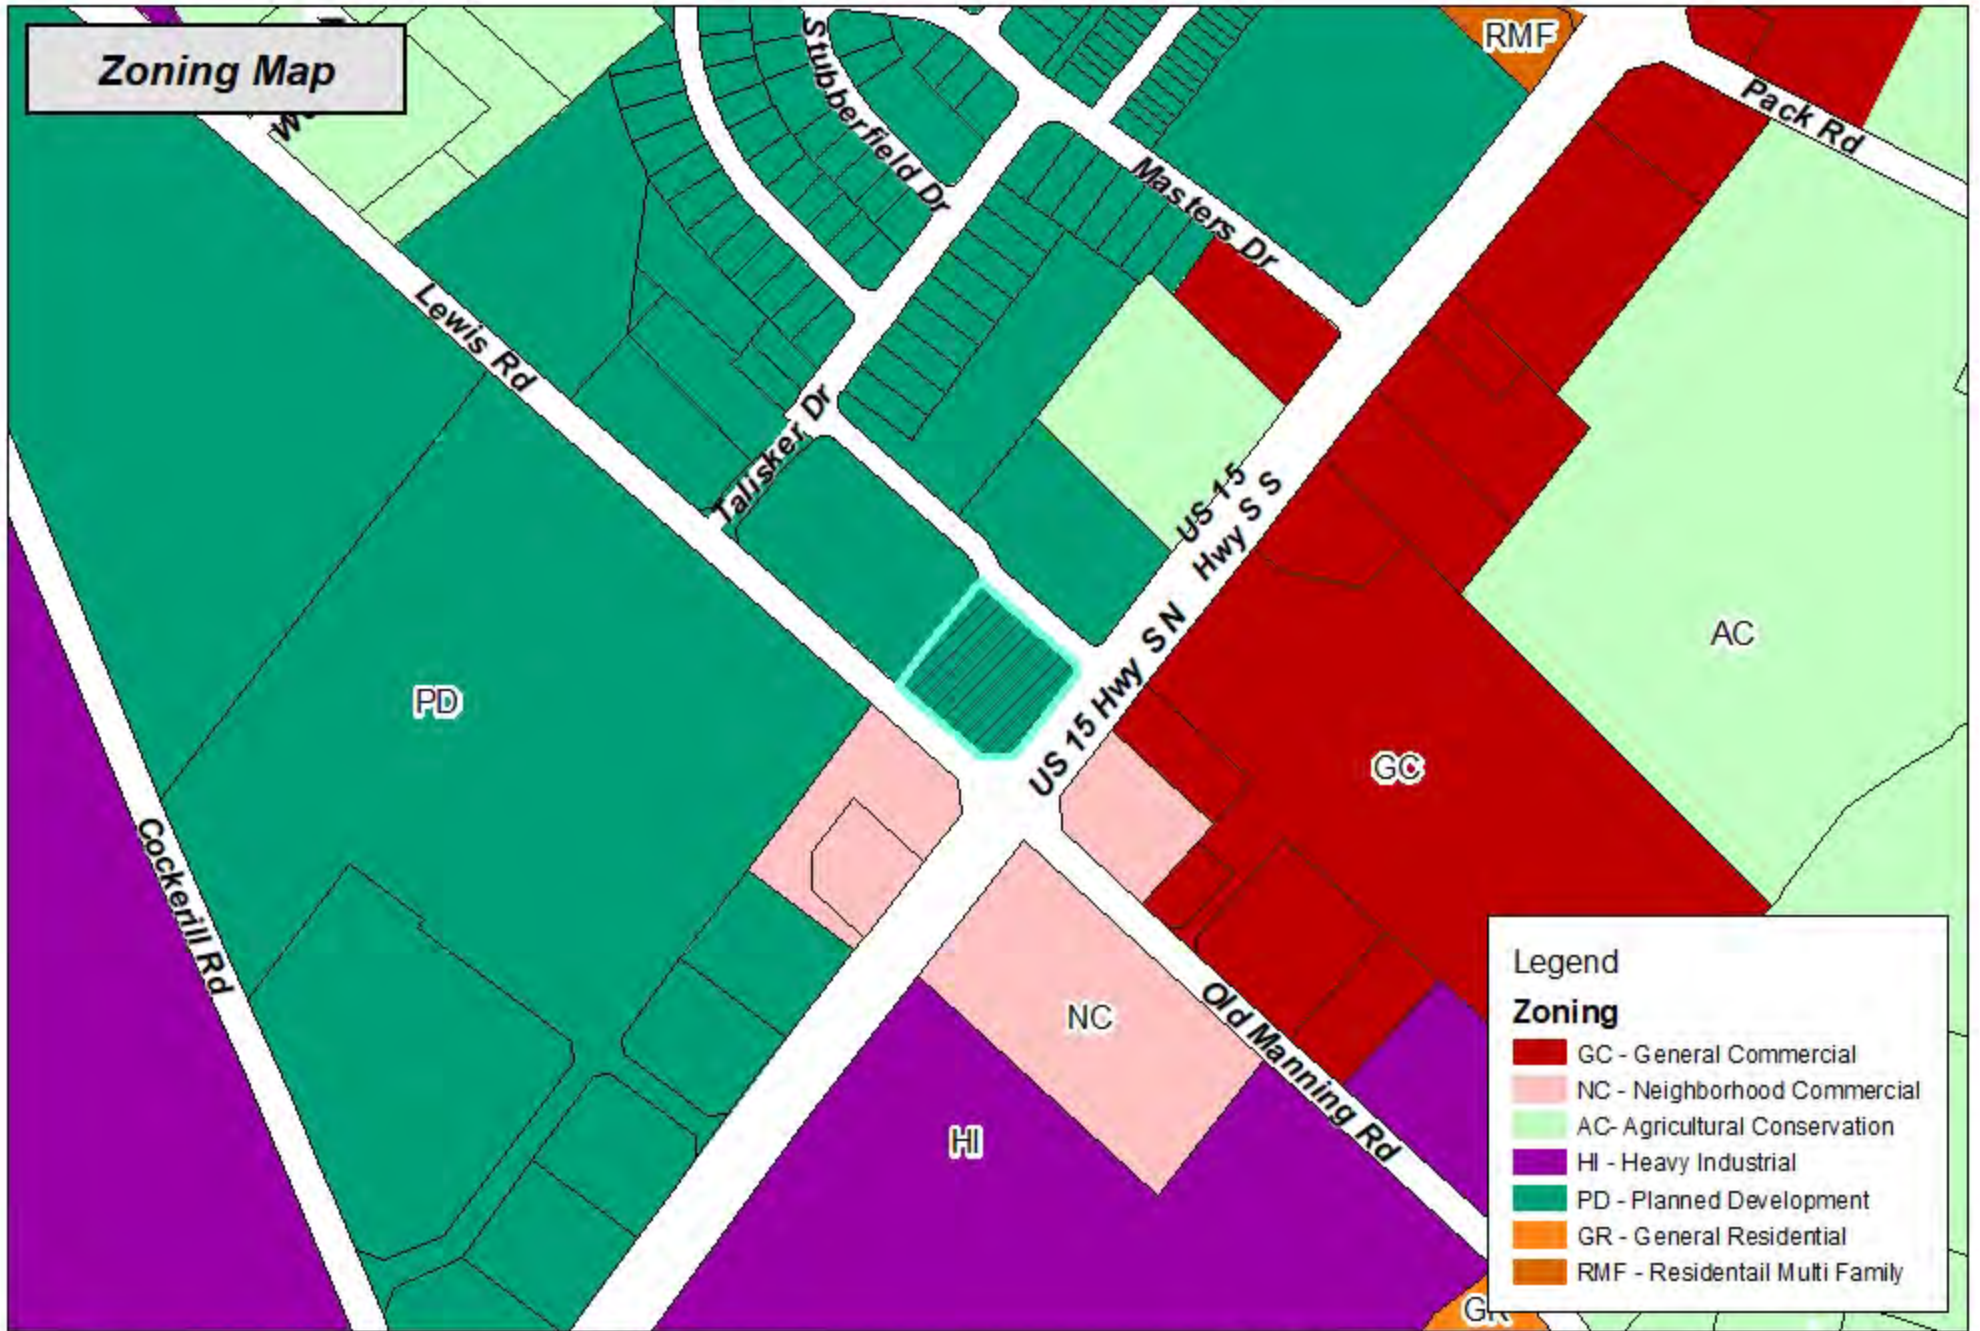 Zoning Map
RMF
Pack Rd
Stubberfield Dr
Masters Dr
Lewis Rd
Talisker Dr
US 15
Hwy S S
US 15 Hwy S N
AC
PD
GC
Cockerill Rd
NC
Old Manning Rd
HI
Legend
Zoning
GC - General Commercial
NC - Neighborhood Commercial
AC- Agricultural Conservation
HI - Heavy Industrial
PD - Planned Development
GR - General Residential
RMF - Residentail Multi Family
GR